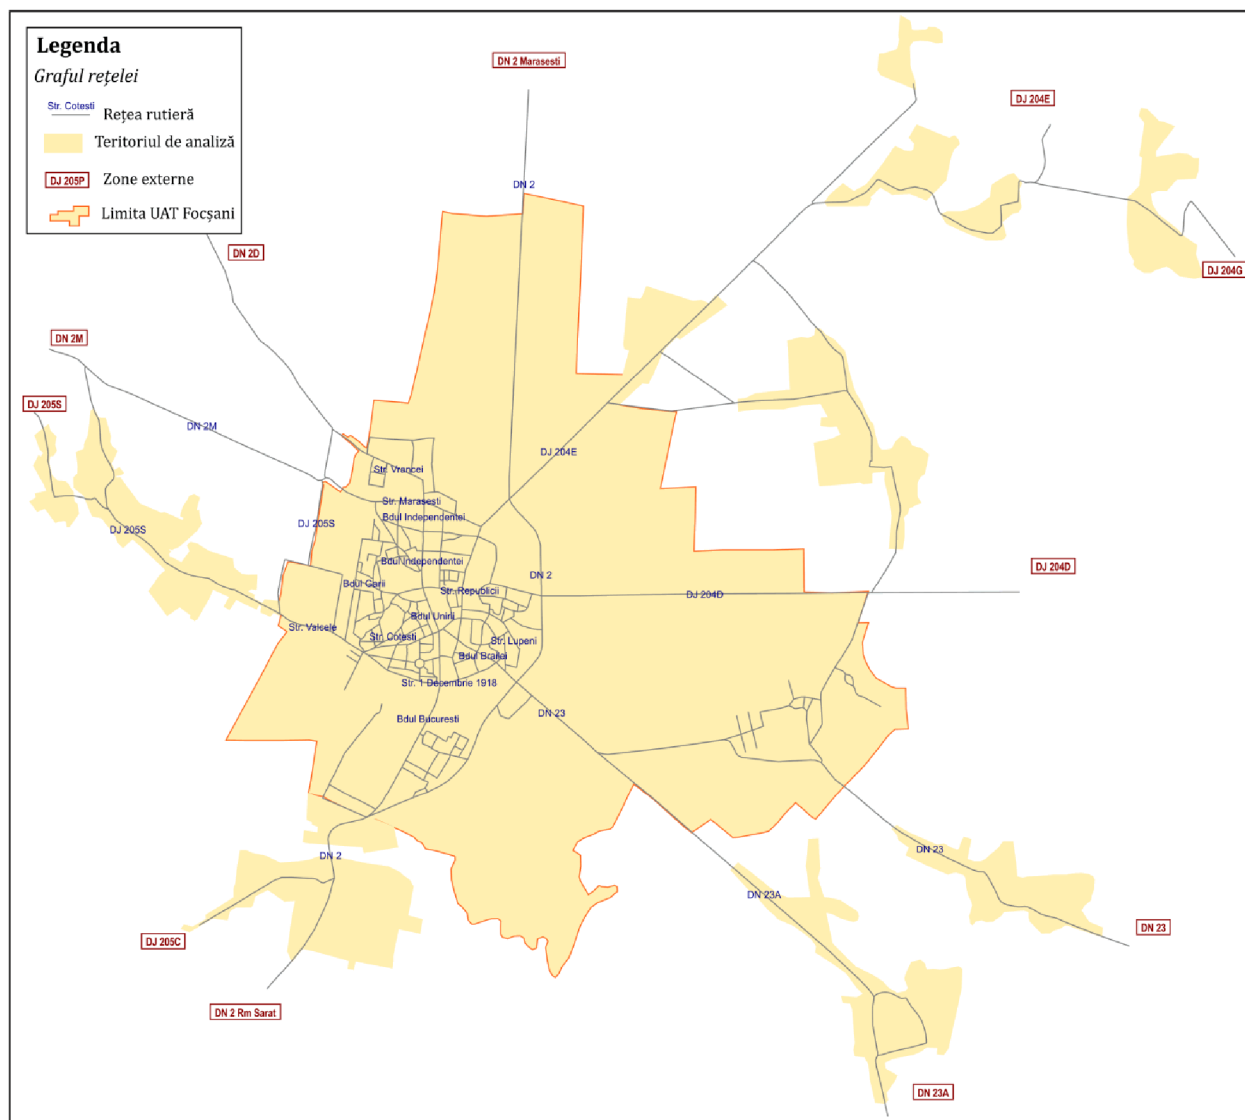 Legenda
Graful rețelei
Str. Cotesti
Rețea rutieră
Teritoriul de analiză
DJ 205P
Zone externe
Limita UAT Focșani
DN 2 Marasesti
DJ 204E
DN 2
DN 2D
DJ 204G
DN 2M
DJ 205S
DN 2M
DJ 204E
Str. Vrancei
Str. Marasesti
Bdul Independentei
DJ 205S
DJ 205S
Bdul Independentei
DJ 204D
DN 2
Bdul Garii
Str. Republicii
DJ 204D
Bdul Unirii
Str. Valcele
Str. Cotesti
Str. Lupeni
Bdul Brailei
Str. 1 Decembrie 1918
DN 23
Bdul Bucuresti
DN 2
DN 23
DN 23A
DJ 205C
DN 23
DN 2 Rm Sarat
DN 23A